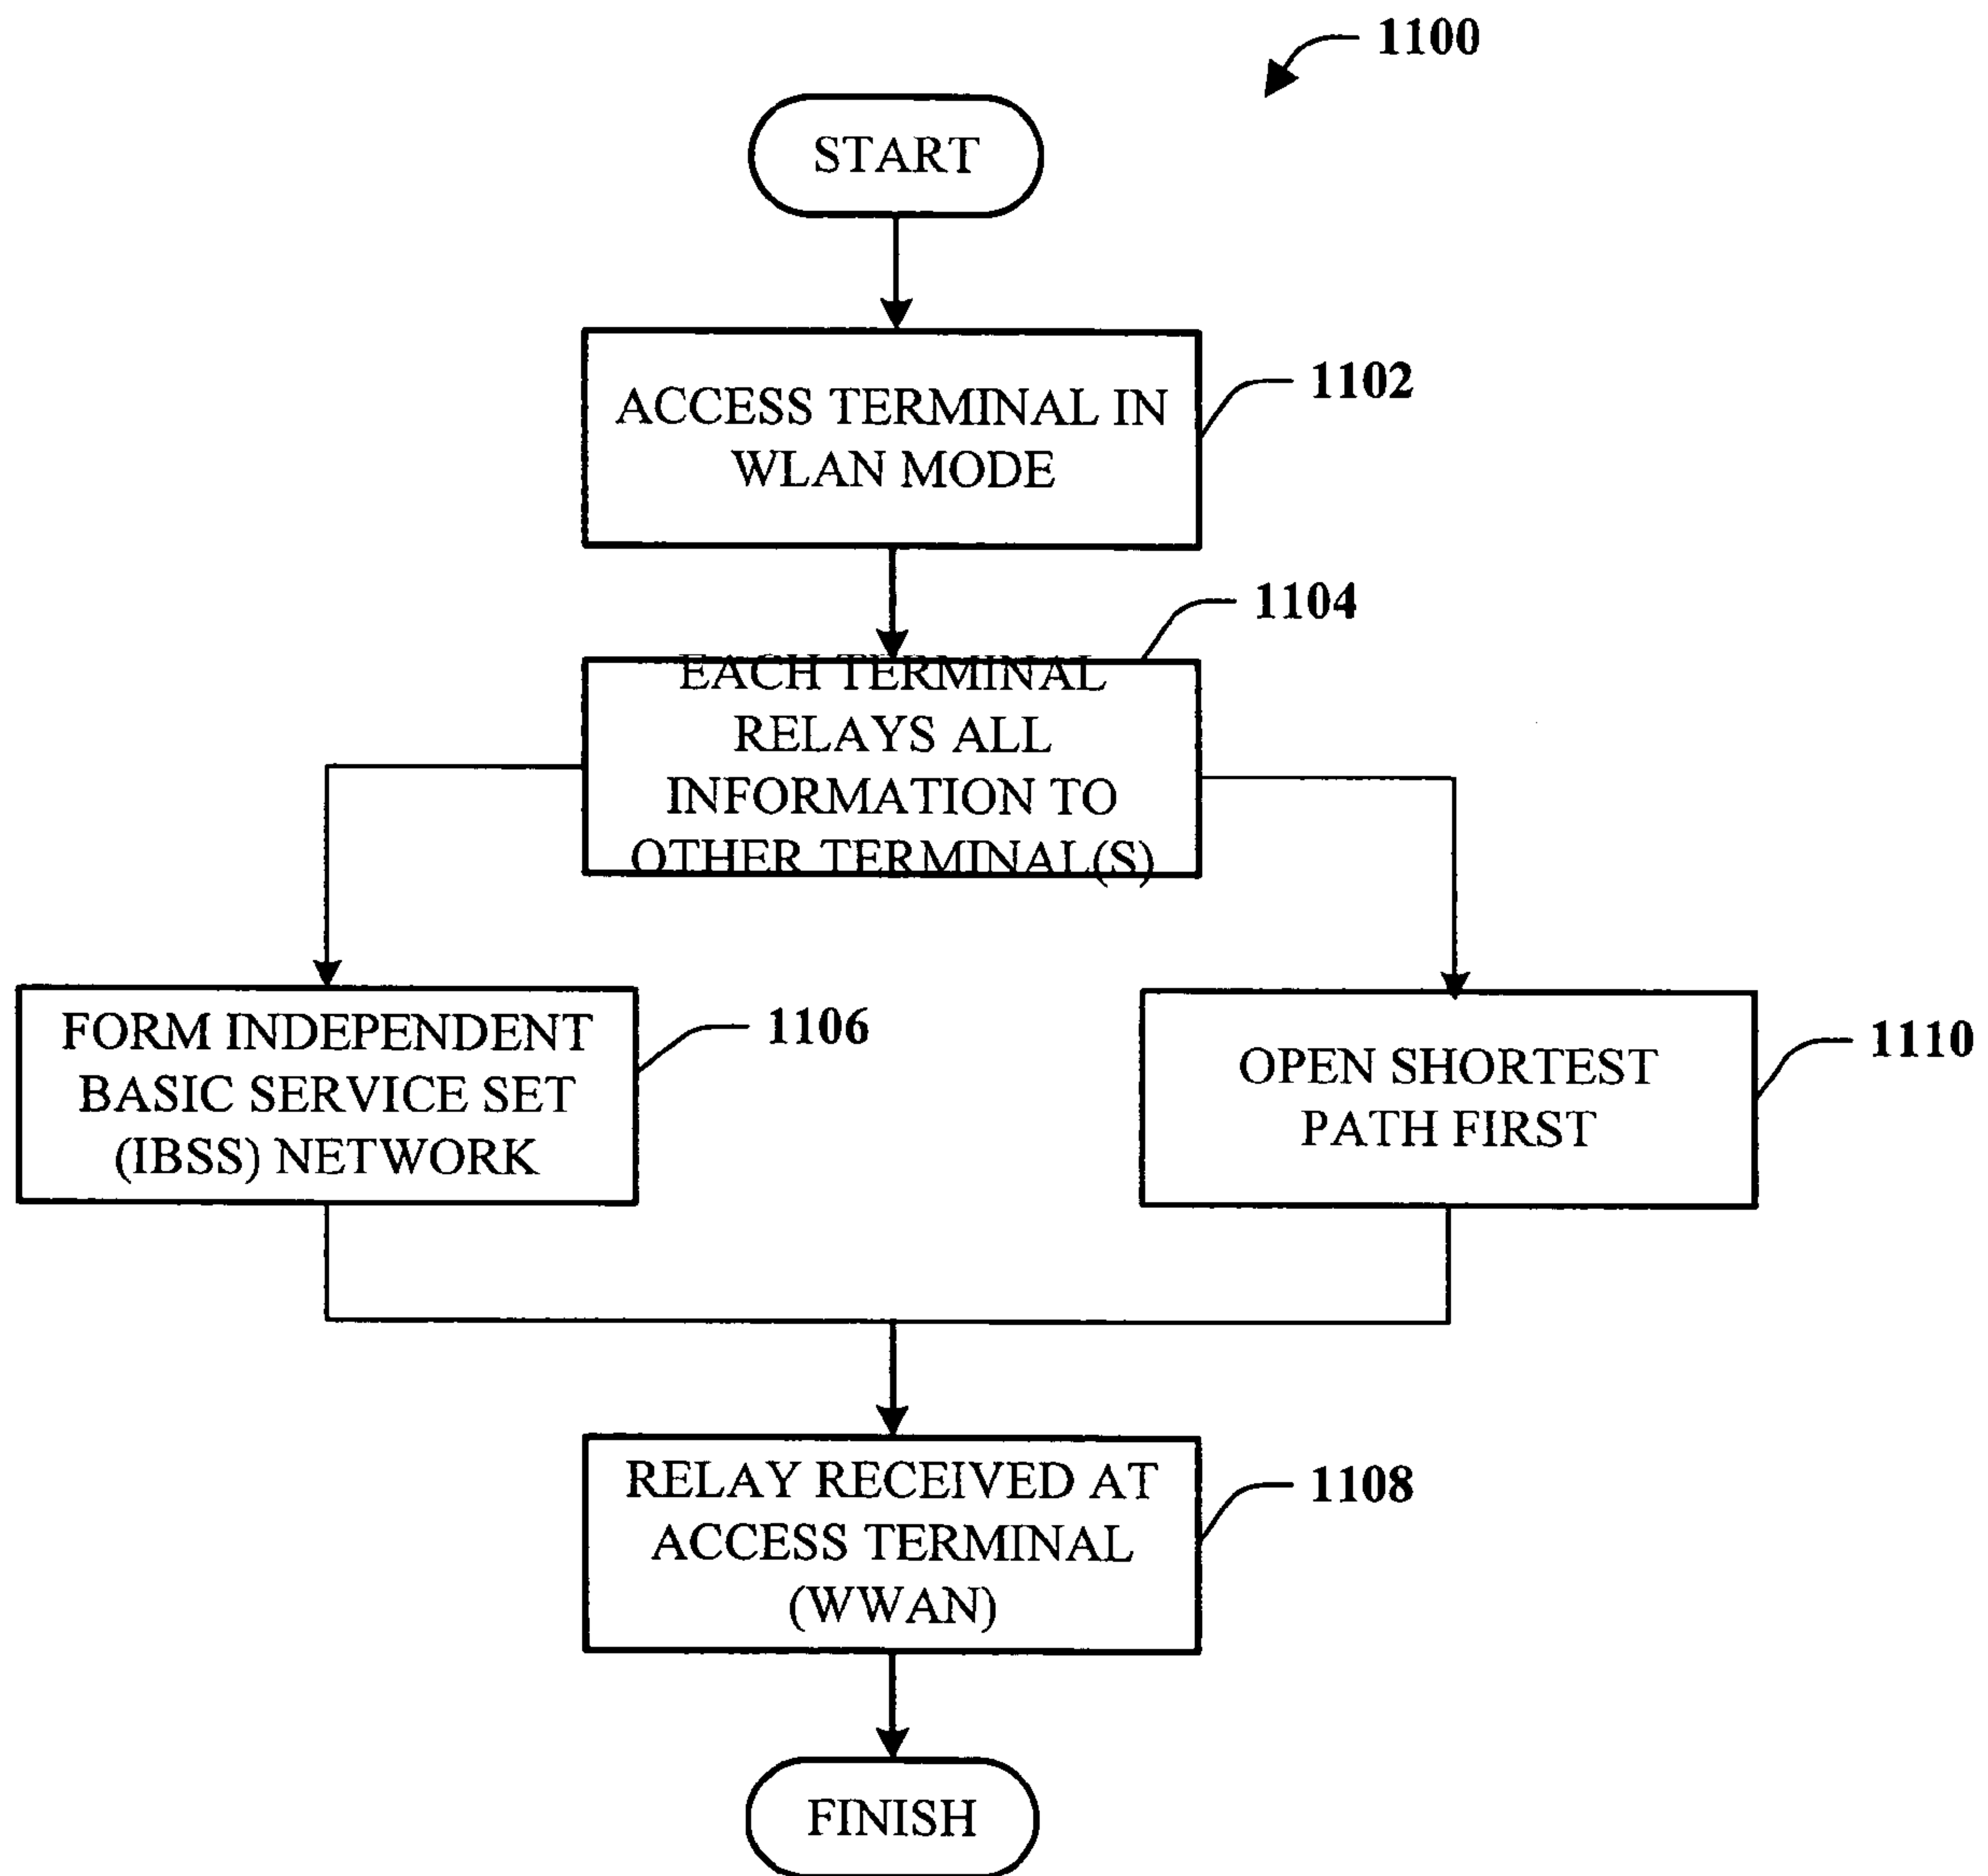 1100
START
ACCESS TERMINAL IN
WLAN MODE
1102
1104
EACH TERMINAL
RELAYS ALL
INFORMATION TO
OTHER TERMINAL(S)
FORM INDEPENDENT
BASIC SERVICE SET
(IBSS) NETWORK
1106
OPEN SHORTEST
PATH FIRST
1110
RELAY RECEIVED AT
ACCESS TERMINAL
(WWAN)
1108
FINISH